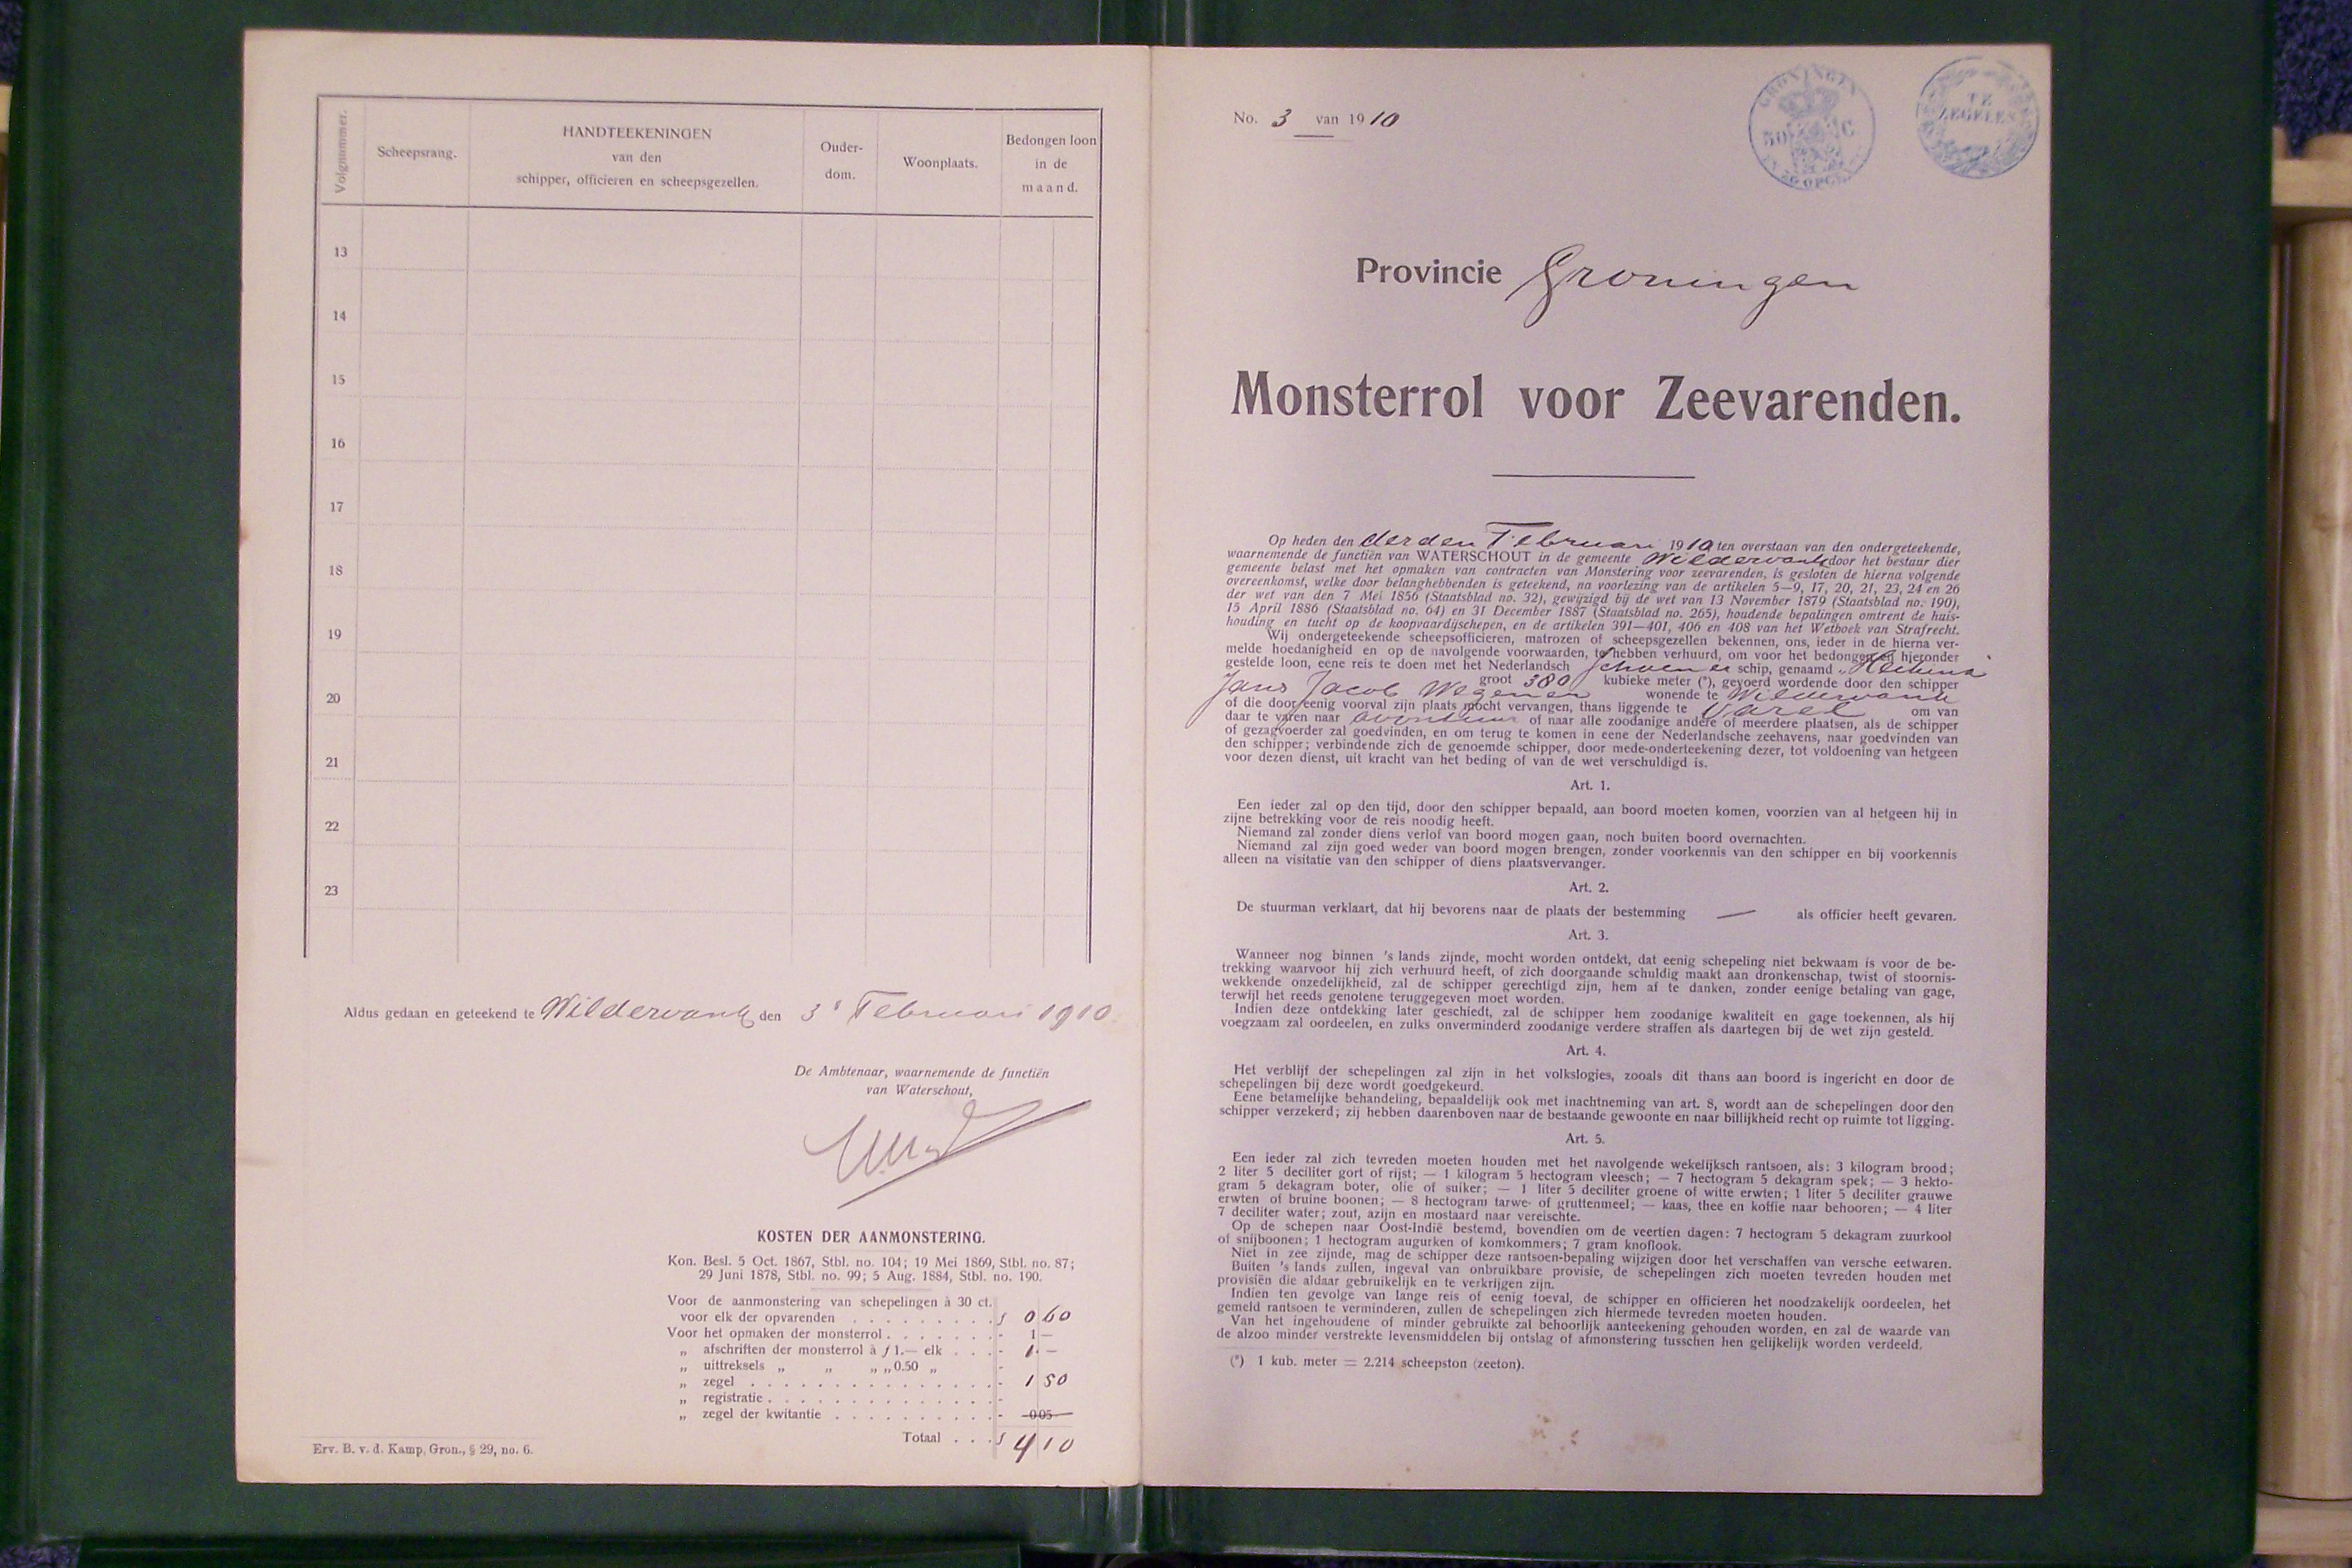 Volgnummer.
Scheepsrang.
HANDTEEKENINGEN
van den
schipper, officieren en scheepsgezellen.
Ouder-
dom.
Woonplaats.
Bedongen loon
in de
maand.
13
14
15
16
17
18
19
20
21
22
23
Aldus gedaan en geteekend te Wildervank den 3e Februari 1910
De Ambtenaar, waarnemende de functiën
van Waterschout,
KOSTEN DER AANMONSTERING.
Kon. Besl. 5 Oct. 1867, Stbl. no. 104; 19 Mei 1869, Stbl. no. 87;
29 Juni 1878, Stbl. no. 99; 5 Aug. 1884, Stbl. no. 190.
Voor de aanmonstering van schepelingen à 30 ct.
voor elk der opvarenden . . . . . . . . . f 0 60
Voor het opmaken der monsterrol . . . . . . . - 1 —
„ afschriften der monsterrol à f 1.— elk . . . . - 1. —
„ uittreksels „ „ „ „ 0.50 „ -
„ zegel . . . . . . . . . . . . . . . - 1 50
„ registratie . . . . . . . . . . . . . . -
„ zegel der kwitantie . . . . . . . . . . - 0 05
Totaal . . . f 4 10
Erv. B. v. d. Kamp, Gron., § 29, no. 6.
No. 3 van 1910
GRONINGEN
50 C
EN 26 OPC.
TE
ZEGELEN
Provincie Groningen
Monsterrol voor Zeevarenden.
Op heden den derden Februari 1910 ten overstaan van den ondergeteekende,
waarnemende de functiën van WATERSCHOUT in de gemeente Wildervank door het bestuur dier
gemeente belast met het opmaken van contracten van Monstering voor zeevarenden, is gesloten de hierna volgende
overeenkomst, welke door belanghebbenden is geteekend, na voorlezing van de artikelen 5—9, 17, 20, 21, 23, 24 en 26
der wet van den 7 Mei 1856 (Staatsblad no. 32), gewijzigd bij de wet van 13 November 1879 (Staatsblad no. 190),
15 April 1886 (Staatsblad no. 64) en 31 December 1887 (Staatsblad no. 265), houdende bepalingen omtrent de huis-
houding en tucht op de koopvaardijschepen, en de artikelen 391—401, 406 en 408 van het Wetboek van Strafrecht.
Wij ondergeteekende scheepsofficieren, matrozen of scheepsgezellen bekennen, ons, ieder in de hierna ver-
melde hoedanigheid en op de navolgende voorwaarden, te hebben verhuurd, om voor het bedongen en hieronder
gestelde loon, eene reis te doen met het Nederlandsch schoener schip, genaamd
groot 380 kubieke meter (*), gevoerd wordende door den schipper
Jans Jacob Wegener wonende te Wildervank
of die door eenig voorval zijn plaats mocht vervangen, thans liggende te Varel om van
daar te varen naar avontuur of naar alle zoodanige andere of meerdere plaatsen, als de schipper
of gezagvoerder zal goedvinden, en om terug te komen in eene der Nederlandsche zeehavens, naar goedvinden van
den schipper; verbindende zich de genoemde schipper, door mede-onderteekening dezer, tot voldoening van hetgeen
voor dezen dienst, uit kracht van het beding of van de wet verschuldigd is.
Art. 1.
Een ieder zal op den tijd, door den schipper bepaald, aan boord moeten komen, voorzien van al hetgeen hij in
zijne betrekking voor de reis noodig heeft.
Niemand zal zonder diens verlof van boord mogen gaan, noch buiten boord overnachten.
Niemand zal zijn goed weder van boord mogen brengen, zonder voorkennis van den schipper en bij voorkennis
alleen na visitatie van den schipper of diens plaatsvervanger.
Art. 2.
De stuurman verklaart, dat hij bevorens naar de plaats der bestemming — als officier heeft gevaren.
Art. 3.
Wanneer nog binnen 's lands zijnde, mocht worden ontdekt, dat eenig schepeling niet bekwaam is voor de be-
trekking waarvoor hij zich verhuurd heeft, of zich doorgaande schuldig maakt aan dronkenschap, twist of stoornis-
wekkende onzedelijkheid, zal de schipper gerechtigd zijn, hem af te danken, zonder eenige betaling van gage,
terwijl het reeds genotene teruggegeven moet worden.
Indien deze ontdekking later geschiedt, zal de schipper hem zoodanige kwaliteit en gage toekennen, als hij
voegzaam zal oordeelen, en zulks onverminderd zoodanige verdere straffen als daartegen bij de wet zijn gesteld.
Art. 4.
Het verblijf der schepelingen zal zijn in het volkslogies, zooals dit thans aan boord is ingericht en door de
schepelingen bij deze wordt goedgekeurd.
Eene betamelijke behandeling, bepaaldelijk ook met inachtneming van art. 8, wordt aan de schepelingen door den
schipper verzekerd; zij hebben daarenboven naar de bestaande gewoonte en naar billijkheid recht op ruimte tot ligging.
Art. 5.
Een ieder zal zich tevreden moeten houden met het navolgende wekelijksch rantsoen, als: 3 kilogram brood;
2 liter 5 deciliter gort of rijst; — 1 kilogram 5 hectogram vleesch; — 7 hectogram 5 dekagram spek; — 3 hekto-
gram 5 dekagram boter, olie of suiker; — 1 liter 5 deciliter groene of witte erwten; 1 liter 5 deciliter grauwe
erwten of bruine boonen; — 8 hectogram tarwe- of gruttenmeel; — kaas, thee en koffie naar behooren; — 4 liter
7 deciliter water; zout, azijn en mostaard naar vereischte.
Op de schepen naar Oost-Indië bestemd, bovendien om de veertien dagen: 7 hectogram 5 dekagram zuurkool
of snijboonen; 1 hectogram augurken of komkommers; 7 gram knoflook.
Niet in zee zijnde, mag de schipper deze rantsoen-bepaling wijzigen door het verschaffen van versche eetwaren.
Buiten 's lands zullen, ingeval van onbruikbare provisie, de schepelingen zich moeten tevreden houden met
provisiën die aldaar gebruikelijk en te verkrijgen zijn.
Indien ten gevolge van lange reis of eenig toeval, de schipper en officieren het noodzakelijk oordeelen, het
gemeld rantsoen te verminderen, zullen de schepelingen zich hiermede tevreden moeten houden.
Van het ingehoudene of minder gebruikte zal behoorlijk aanteekening gehouden worden, en zal de waarde van
de alzoo minder verstrekte levensmiddelen bij ontslag of afmonstering tusschen hen gelijkelijk worden verdeeld.
(*) 1 kub. meter = 2.214 scheepston (zeeton).